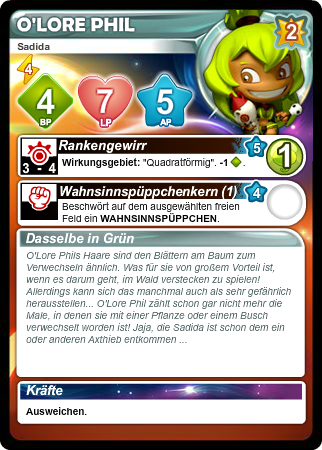 O'LORE PHIL
2
Sadida
4
4
BP
7
LP
5
AP
Rankengewirr
5
3 - 4
Wirkungsgebiet: "Quadratförmig". -1 .
1
Wahnsinnspüppchenkern (1)
4
Beschwört auf dem ausgewählten freien
Feld ein WAHNSINNSPÜPPCHEN.
Dasselbe in Grün
O'Lore Phils Haare sind den Blättern am Baum zum
Verwechseln ähnlich. Was für sie von großem Vorteil ist,
wenn es darum geht, im Wald verstecken zu spielen!
Allerdings kann sich das manchmal auch als sehr gefährlich
herausstellen... O'Lore Phil zählt schon gar nicht mehr die
Male, in denen sie mit einer Pflanze oder einem Busch
verwechselt worden ist! Jaja, die Sadida ist schon dem ein
oder anderen Axthieb entkommen ...
Kräfte
Ausweichen.